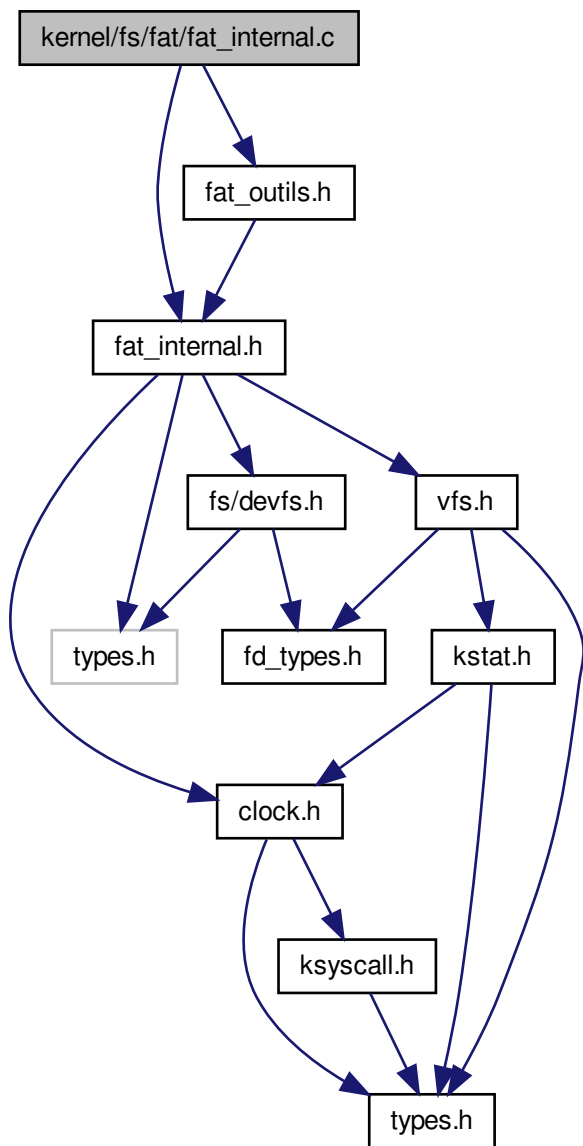 kernel/fs/fat/fat_internal.c
fat_outils.h
fat_internal.h
fs/devfs.h
vfs.h
types.h
fd_types.h
kstat.h
clock.h
ksyscall.h
types.h